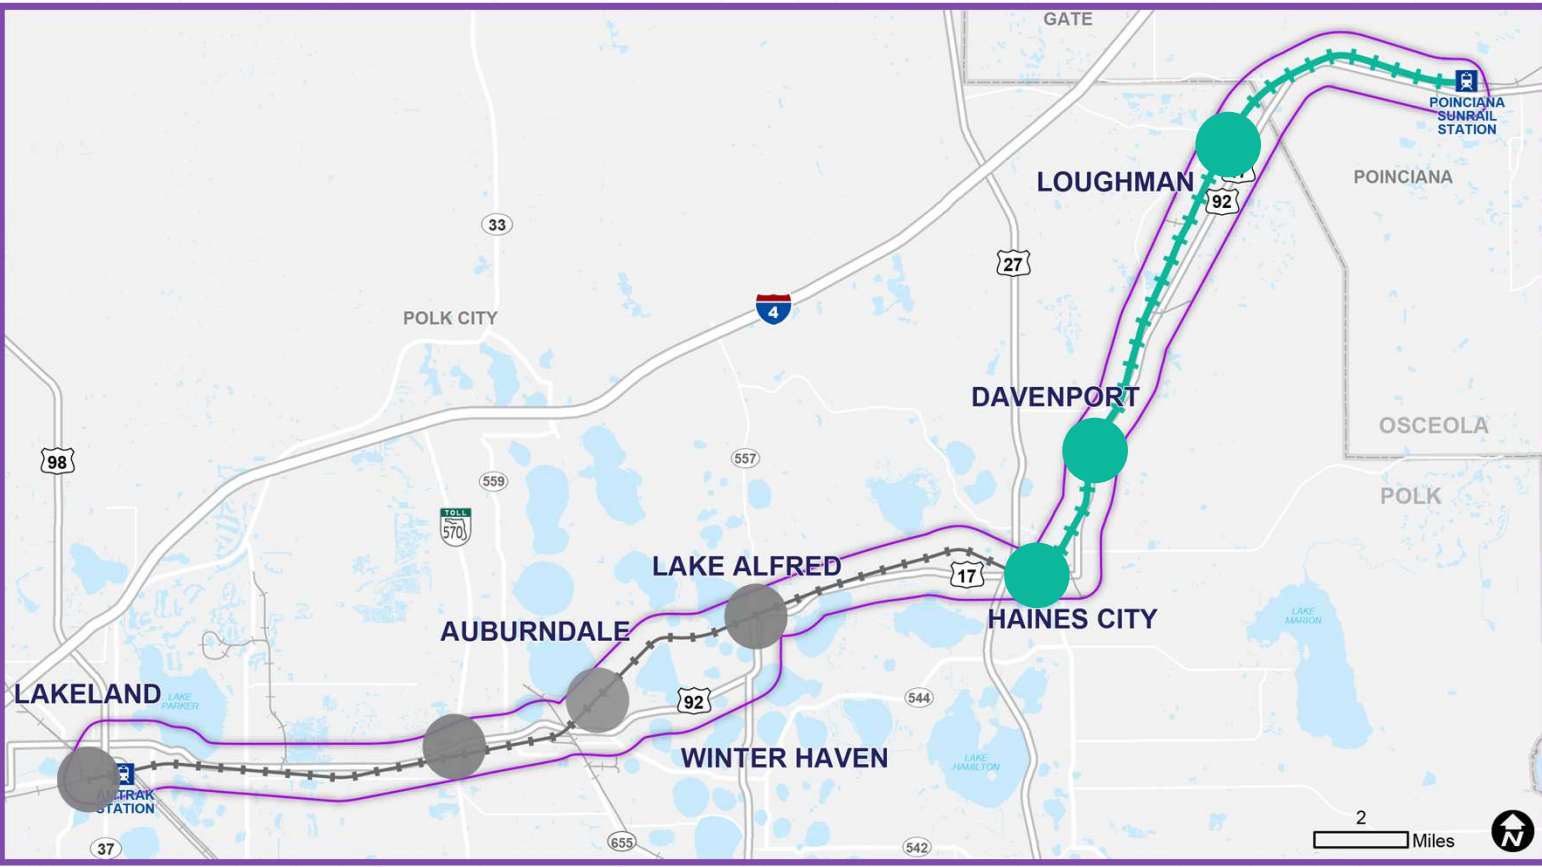 GATE
POINCIANA
SUNRAIL
STATION
LOUGHMAN
POINCIANA
92
33
27
4
POLK CITY
DAVENPORT
OSCEOLA
98
557
559
POLK
TOLL
570
LAKE ALFRED
17
LAKE
MARION
HAINES CITY
AUBURNDALE
LAKELAND
LAKE
PARKER
92
544
WINTER HAVEN
LAKE
HAMILTON
AMTRAK
STATION
2
Miles
N
37
655
542